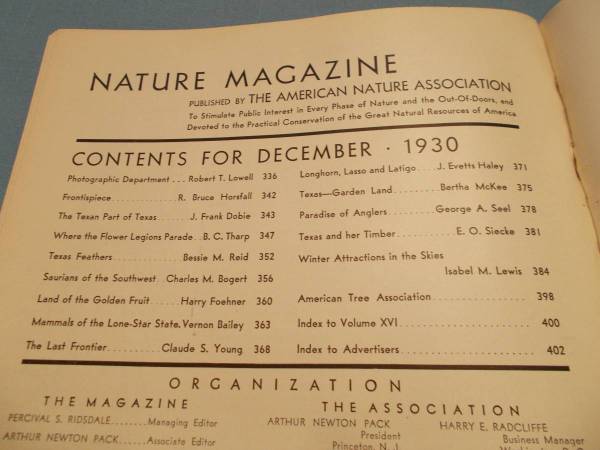 NATURE MAGAZINE
PUBLISHED BY THE AMERICAN NATURE ASSOCIATION
To Stimulate Public Interest in Every Phase of Nature and the Out-Of-Doors, and
Devoted to the Practical Conservation of the Great Natural Resources of America
CONTENTS FOR DECEMBER · 1930
Photographic Department . . . Robert T. Lowell 336
Frontispiece . . . . . . . . . . . R. Bruce Horsfall 342
The Texan Part of Texas . . . . . . . J. Frank Dobie 343
Where the Flower Legions Parade . . B. C. Tharp 347
Texas Feathers . . . . . . . . . . . . Bessie M. Reid 352
Saurians of the Southwest . . Charles M. Bogert 356
Land of the Golden Fruit . . . . . . Harry Foehner 360
Mammals of the Lone-Star State. Vernon Bailey 363
The Last Frontier . . . . . . . . . . . Claude S. Young 368
Longhorn, Lasso and Latigo . . . . J. Evetts Haley 371
Texas—Garden Land . . . . . . . . . Bertha McKee 375
Paradise of Anglers . . . . . . . . . George A. Seel 378
Texas and her Timber . . . . . . . . . . E. O. Siecke 381
Winter Attractions in the Skies
Isabel M. Lewis 384
American Tree Association . . . . . . . . . . . . . . . . . 398
Index to Volume XVI . . . . . . . . . . . . . . . . . . . . . 400
Index to Advertisers . . . . . . . . . . . . . . . . . . . . . . 402
ORGANIZATION
THE MAGAZINE
PERCIVAL S. RIDSDALE . . . . . . . . Managing Editor
ARTHUR NEWTON PACK . . . . . . Associate Editor
THE ASSOCIATION
ARTHUR NEWTON PACK
President
Princeton, N. J.
HARRY E. RADCLIFFE
Business Manager